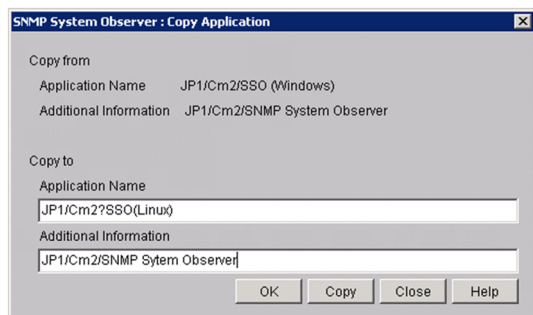 SNMP System Observer : Copy Application
Copy from
Application Name JP1/Cm2/SSO (Windows)
Additional Information JP1/Cm2/SNMP System Observer
Copy to
Application Name
JP1/Cm2?SSO(Linux)
Additional Information
JP1/Cm2/SNMP Sytem Observer
OK Copy Close Help